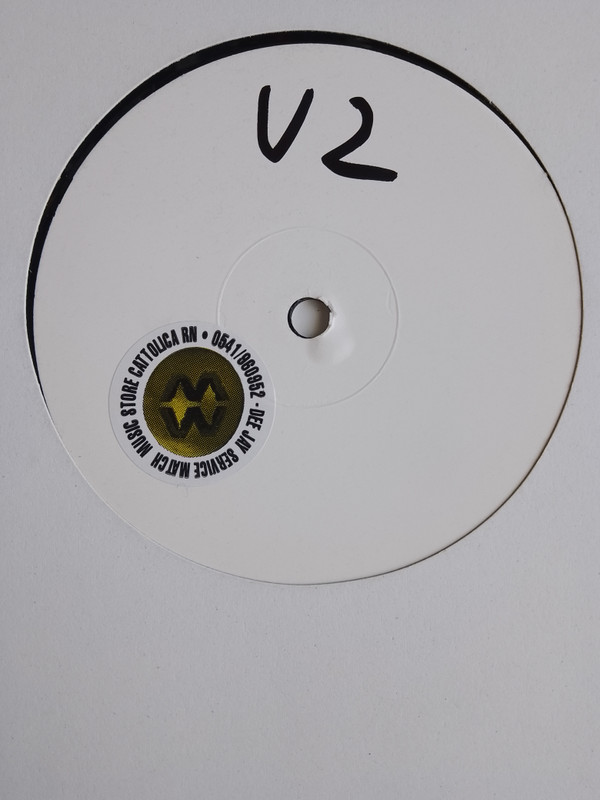 V2
MUSIC STORE CATTOLICA RN • 0541/960952 - DEE JAY SERVICE MATCH